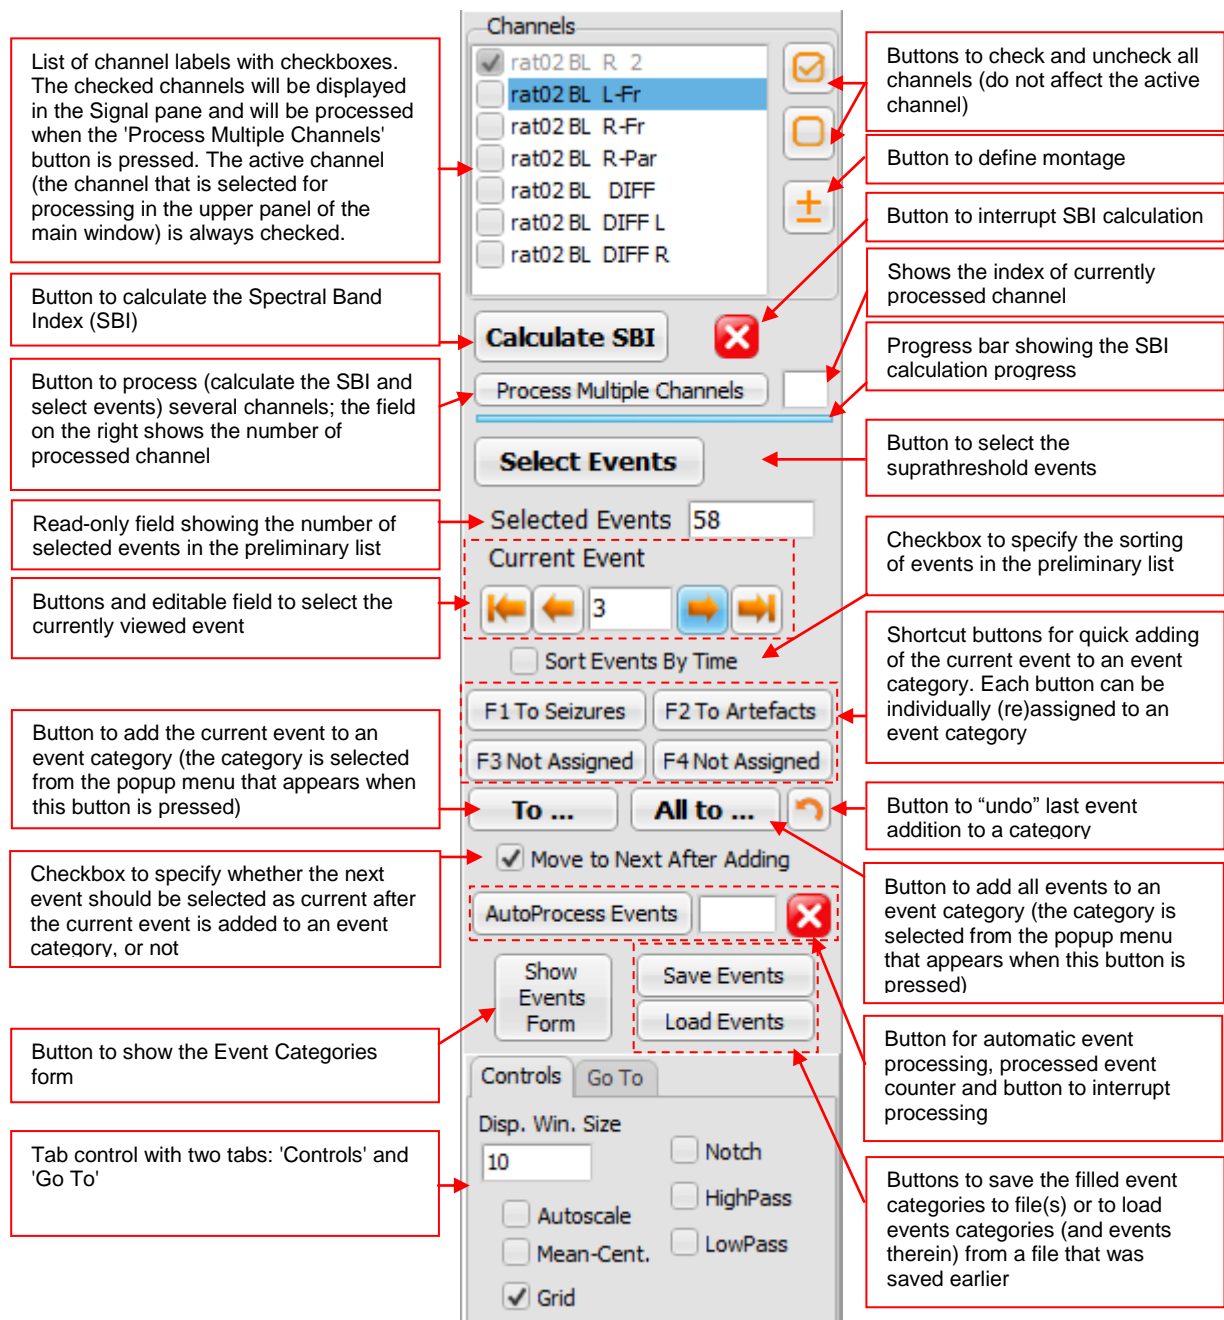 List of channel labels with checkboxes.
The checked channels will be displayed
in the Signal pane and will be processed
when the 'Process Multiple Channels'
button is pressed. The active channel
(the channel that is selected for
processing in the upper panel of the
main window) is always checked.
Button to calculate the Spectral Band
Index (SBI)
Button to process (calculate the SBI and
select events) several channels; the field
on the right shows the number of
processed channel
Read-only field showing the number of
selected events in the preliminary list
Buttons and editable field to select the
currently viewed event
Button to add the current event to an
event category (the category is selected
from the popup menu that appears when
this button is pressed)
Checkbox to specify whether the next
event should be selected as current after
the current event is added to an event
category, or not
Button to show the Event Categories
form
Tab control with two tabs: 'Controls' and
'Go To'
Channels
rat02 BL R 2
rat02 BL L-Fr
rat02 BL R-Fr
rat02 BL R-Par
rat02 BL DIFF
rat02 BL DIFF L
rat02 BL DIFF R
Calculate SBI
Process Multiple Channels
Select Events
Selected Events 58
Current Event
3
Sort Events By Time
F1 To Seizures F2 To Artefacts
F3 Not Assigned F4 Not Assigned
To ... All to ...
Move to Next After Adding
AutoProcess Events
Show
Events
Form
Save Events
Load Events
Controls Go To
Disp. Win. Size
10
Autoscale
Mean-Cent.
Grid
Notch
HighPass
LowPass
Buttons to check and uncheck all
channels (do not affect the active
channel)
Button to define montage
Button to interrupt SBI calculation
Shows the index of currently
processed channel
Progress bar showing the SBI
calculation progress
Button to select the
suprathreshold events
Checkbox to specify the sorting
of events in the preliminary list
Shortcut buttons for quick adding
of the current event to an event
category. Each button can be
individually (re)assigned to an
event category
Button to “undo” last event
addition to a category
Button to add all events to an
event category (the category is
selected from the popup menu
that appears when this button is
pressed)
Button for automatic event
processing, processed event
counter and button to interrupt
processing
Buttons to save the filled event
categories to file(s) or to load
events categories (and events
therein) from a file that was
saved earlier